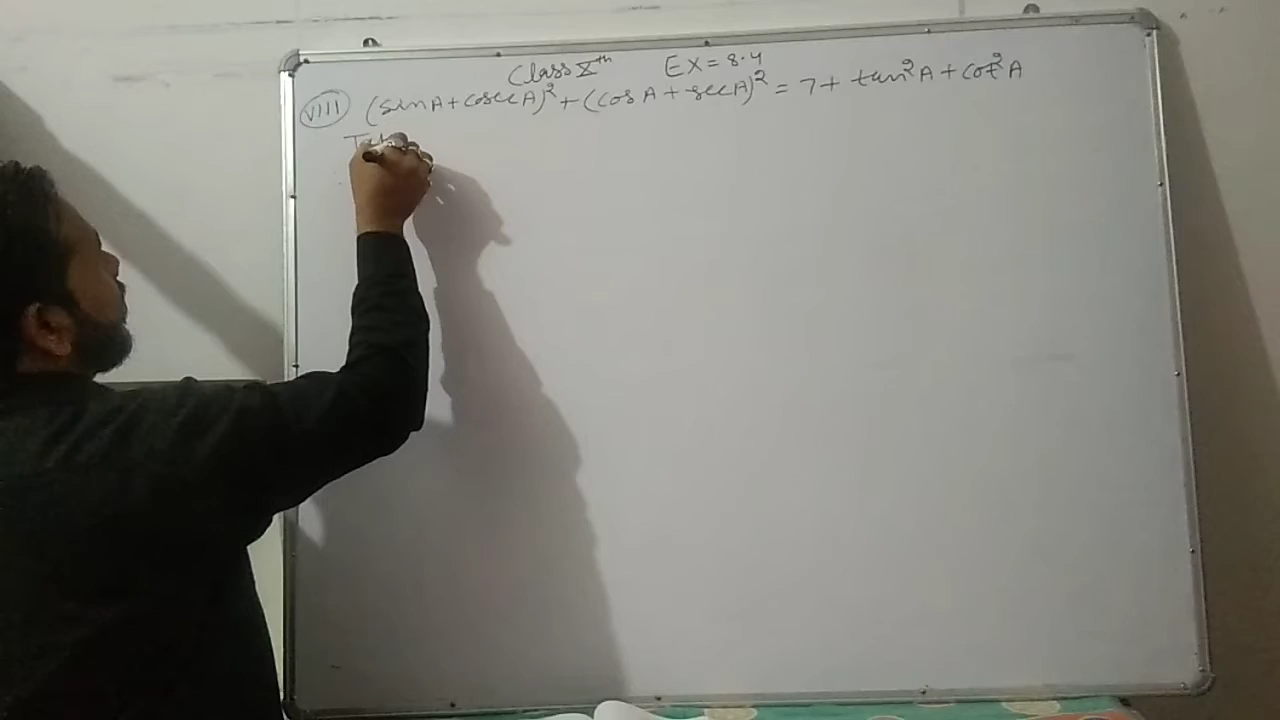 Class Xth EX = 8.4
(VIII) (sinA + cosecA)² + (cosA + secA)² = 7 + tan²A + cot²A